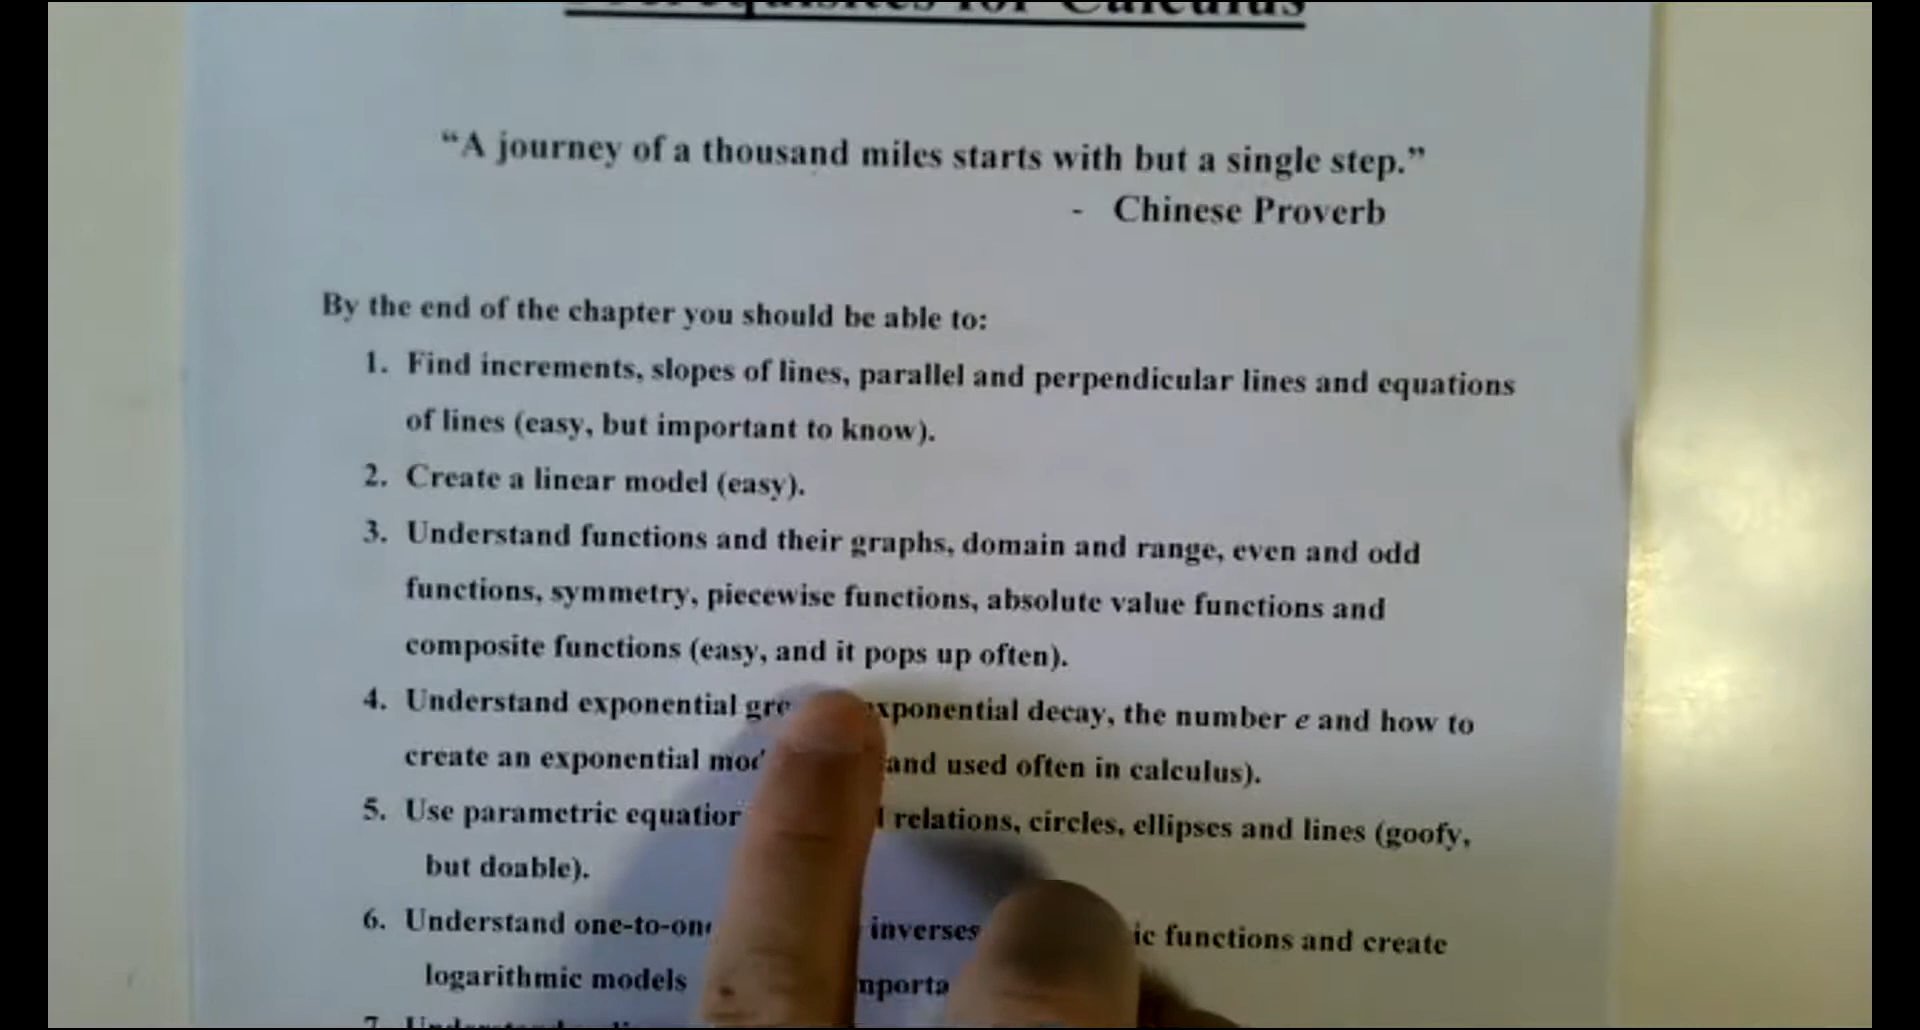 Prerequisites for Calculus
“A journey of a thousand miles starts with but a single step.”
- Chinese Proverb
By the end of the chapter you should be able to:
1. Find increments, slopes of lines, parallel and perpendicular lines and equations
of lines (easy, but important to know).
2. Create a linear model (easy).
3. Understand functions and their graphs, domain and range, even and odd
functions, symmetry, piecewise functions, absolute value functions and
composite functions (easy, and it pops up often).
4. Understand exponential exponential decay, the number e and how to
create an exponential and used often in calculus).
5. Use parametric relations, circles, ellipses and lines (goofy,
but doable).
6. Understand inverses functions and create
logarithmic models
7.